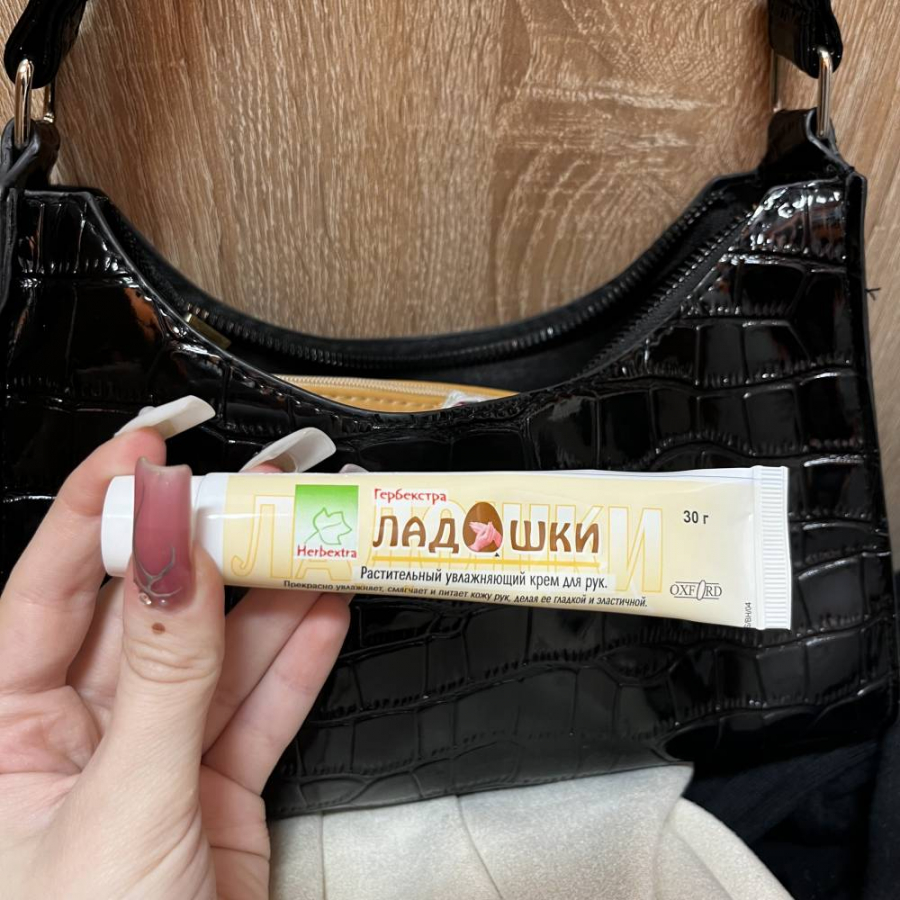 Гербекстра
ЛАДОШКИ
Herbextra
30 г
Растительный увлажняющий крем для рук.
Прекрасно увлажняет, смягчает и питает кожу рук, делая ее гладкой и эластичной.
OXFORD
ЛАДОШКИ